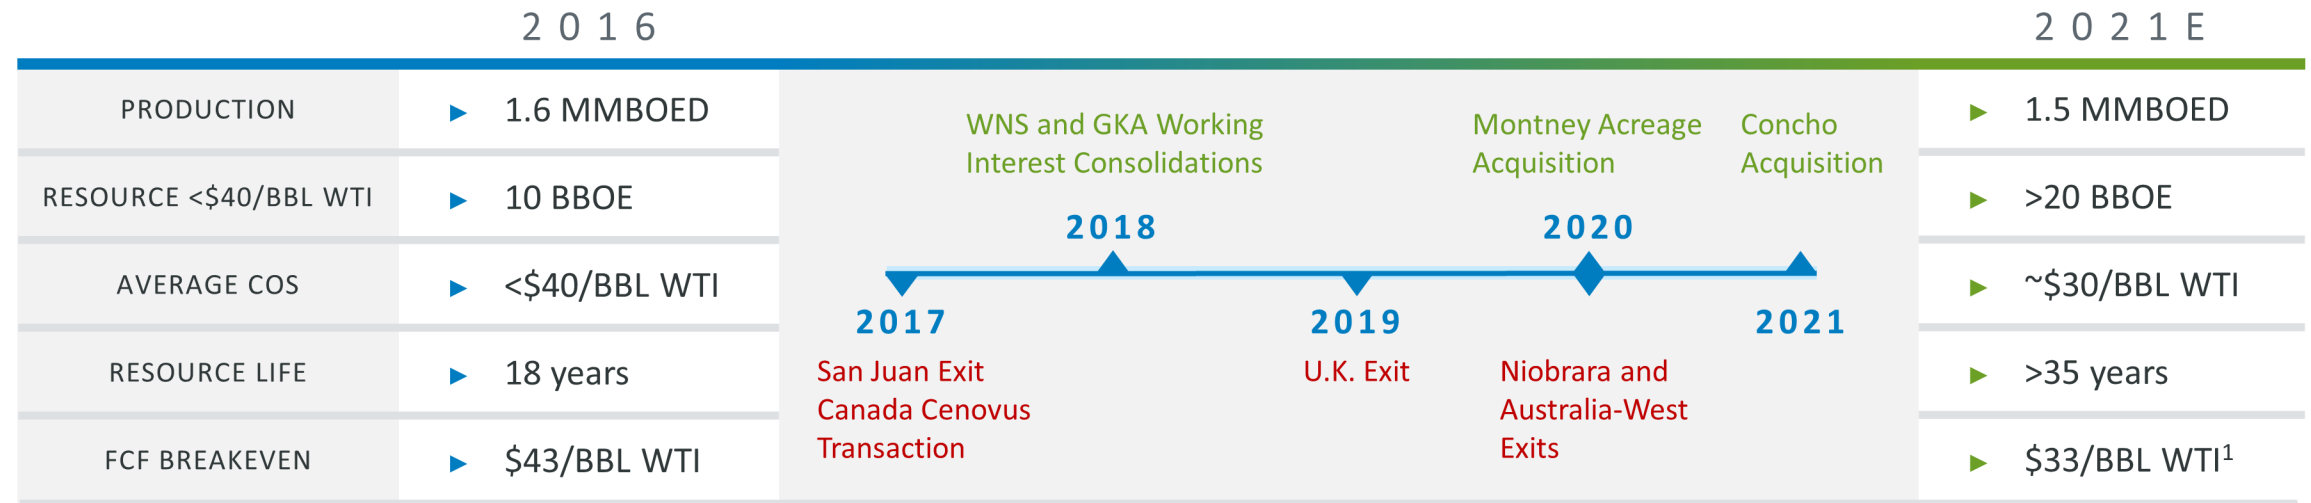 2016
2021E
PRODUCTION
► 1.6 MMBOED
RESOURCE <$40/BBL WTI
► 10 BBOE
AVERAGE COS
► <$40/BBL WTI
RESOURCE LIFE
► 18 years
FCF BREAKEVEN
► $43/BBL WTI
WNS and GKA Working
Interest Consolidations
Montney Acreage
Acquisition
Concho
Acquisition
2018
2020
2017
2019
2021
San Juan Exit
Canada Cenovus
Transaction
U.K. Exit
Niobrara and
Australia-West
Exits
► 1.5 MMBOED
► >20 BBOE
► ~$30/BBL WTI
► >35 years
► $33/BBL WTI¹